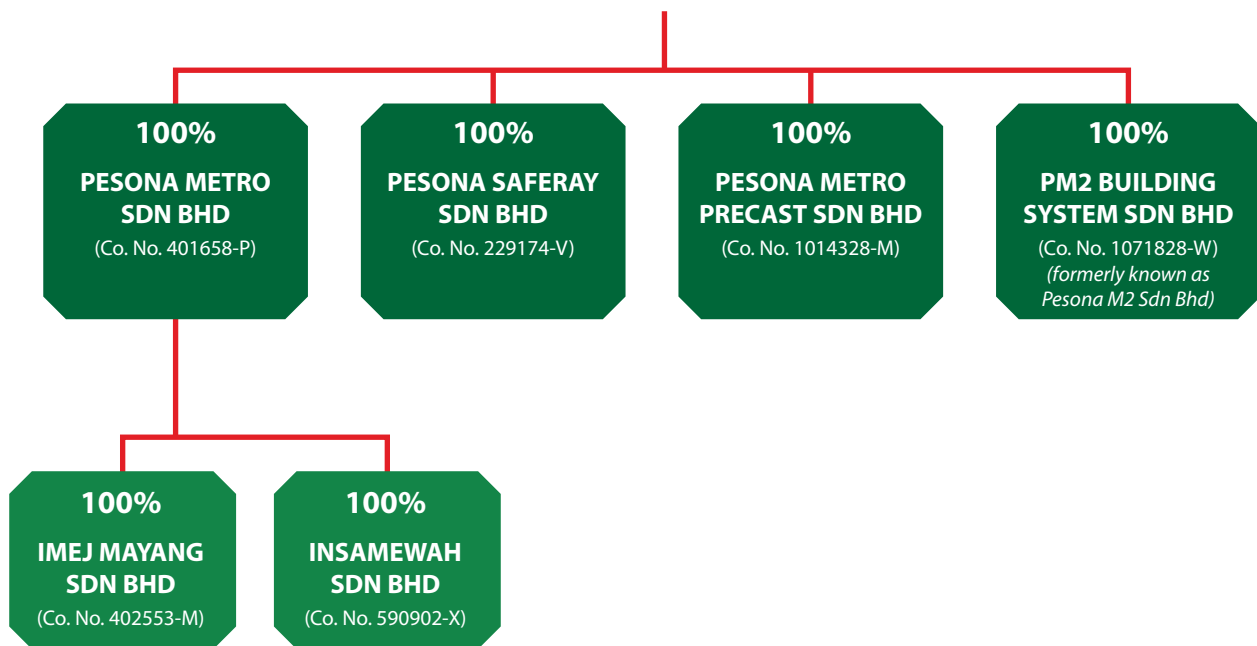 100%
PESONA METRO
SDN BHD
(Co. No. 401658-P)
100%
PESONA SAFERAY
SDN BHD
(Co. No. 229174-V)
100%
PESONA METRO
PRECAST SDN BHD
(Co. No. 1014328-M)
100%
PM2 BUILDING
SYSTEM SDN BHD
(Co. No. 1071828-W)
(formerly known as
Pesona M2 Sdn Bhd)
100%
IMEJ MAYANG
SDN BHD
(Co. No. 402553-M)
100%
INSAMEWAH
SDN BHD
(Co. No. 590902-X)